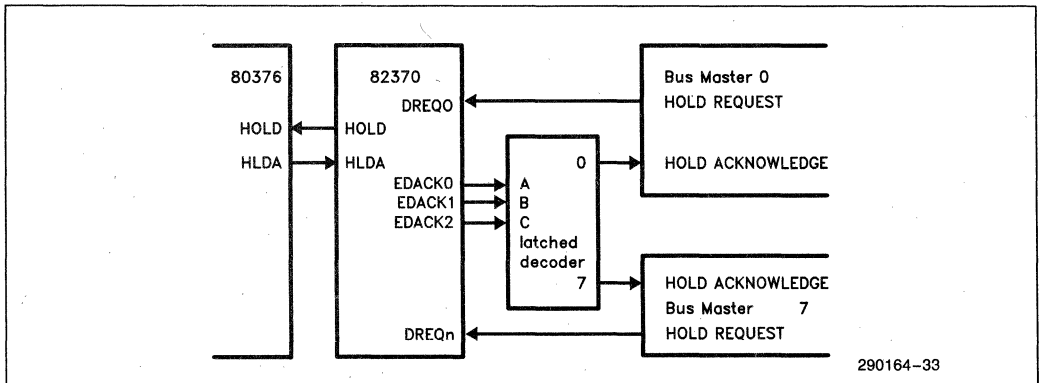 80376
HOLD
HLDA
82370
DREQ0
HOLD
HLDA
EDACK0
EDACK1
EDACK2
DREQn
0
A
B
C
latched
decoder
7
Bus Master 0
HOLD REQUEST
HOLD ACKNOWLEDGE
HOLD ACKNOWLEDGE
Bus Master 7
HOLD REQUEST
290164-33